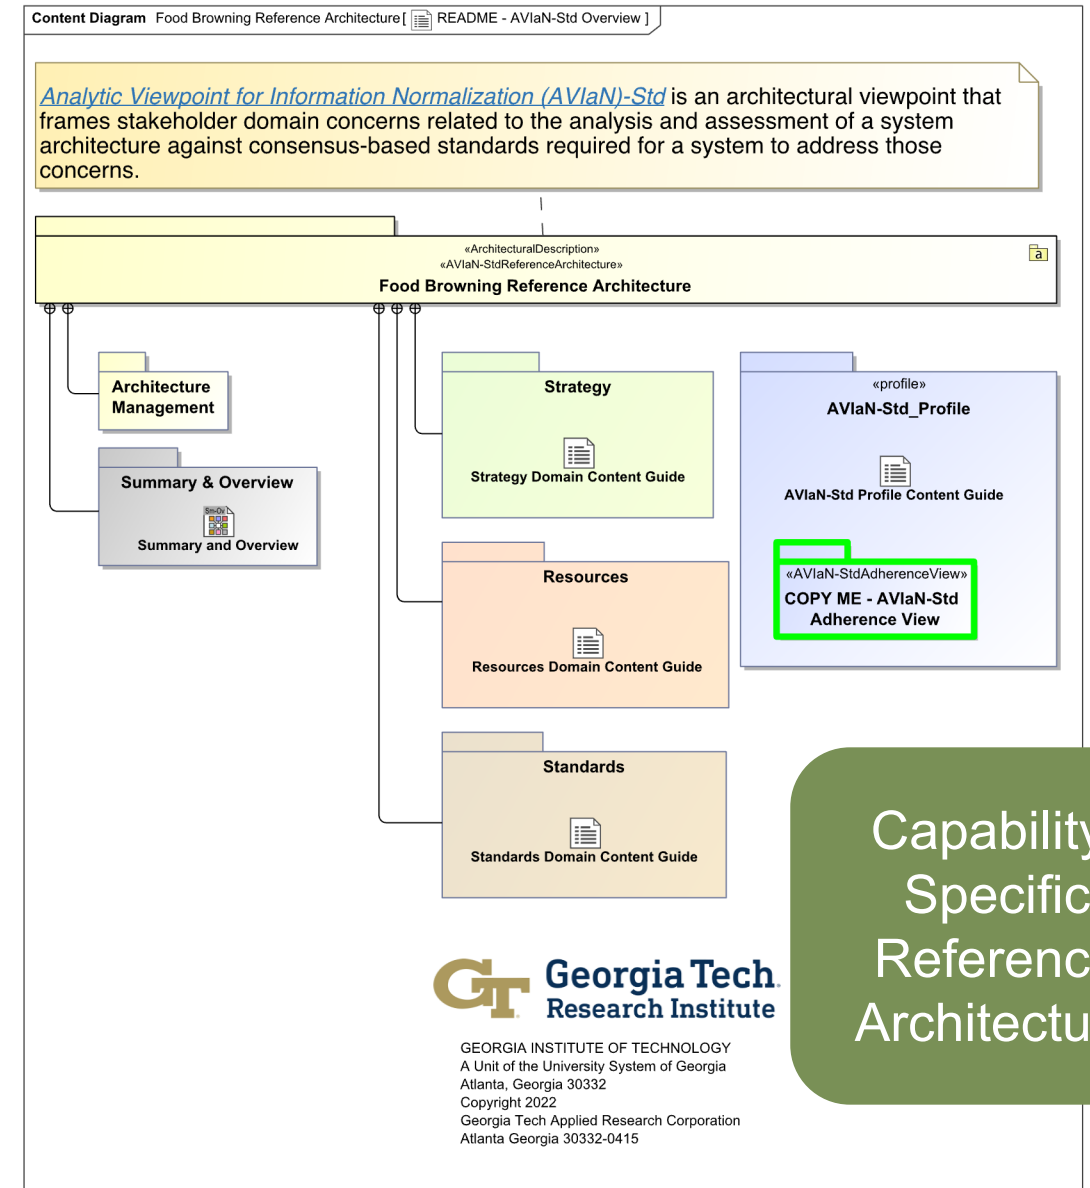 Content Diagram Food Browning Reference Architecture[ README - AVIaN-Std Overview ]
Analytic Viewpoint for Information Normalization (AVIaN)-Std is an architectural viewpoint that
frames stakeholder domain concerns related to the analysis and assessment of a system
architecture against consensus-based standards required for a system to address those
concerns.
«ArchitecturalDescription»
«AVIaN-StdReferenceArchitecture»
Food Browning Reference Architecture
a
Architecture
Management
Summary & Overview
Sm-Ov
Summary and Overview
Strategy
Strategy Domain Content Guide
Resources
Resources Domain Content Guide
Standards
Standards Domain Content Guide
«profile»
AVIaN-Std_Profile
AVIaN-Std Profile Content Guide
«AVIaN-StdAdherenceView»
COPY ME - AVIaN-Std
Adherence View
Capability
Specific
Referenc
Architectu
GT Georgia Tech
Research Institute
GEORGIA INSTITUTE OF TECHNOLOGY
A Unit of the University System of Georgia
Atlanta, Georgia 30332
Copyright 2022
Georgia Tech Applied Research Corporation
Atlanta Georgia 30332-0415